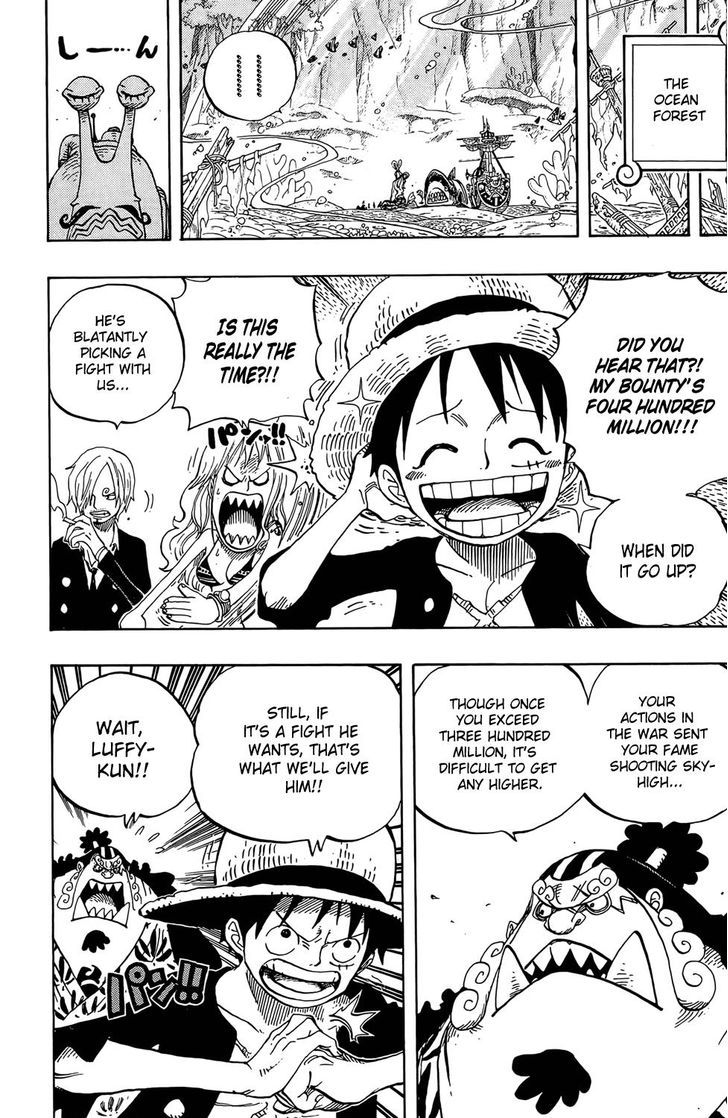 THE
OCEAN
FOREST
!!!
しーーん
DID YOU
HEAR THAT?!
MY BOUNTY'S
FOUR HUNDRED
MILLION!!!
WHEN DID
IT GO UP?
IS THIS
REALLY THE
TIME?!!
パンッ!!
HE'S
BLATANTLY
PICKING A
FIGHT WITH
US...
YOUR
ACTIONS IN
THE WAR SENT
YOUR FAME
SHOOTING SKY-
HIGH...
THOUGH ONCE
YOU EXCEED
THREE HUNDRED
MILLION, IT'S
DIFFICULT TO GET
ANY HIGHER.
STILL, IF
IT'S A FIGHT HE
WANTS, THAT'S
WHAT WE'LL GIVE
HIM!!
WAIT,
LUFFY-
KUN!!
パン!!